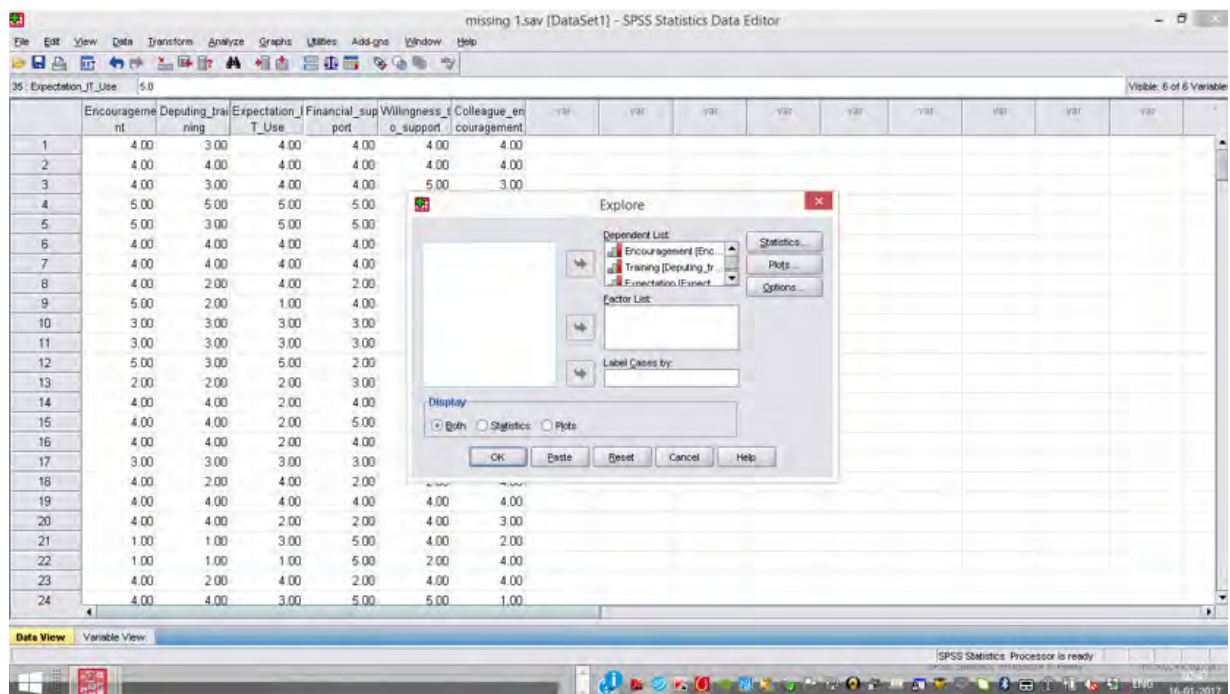 missing 1.sav [DataSet1] - SPSS Statistics Data Editor
File Edit View Data Transform Analyze Graphs Utilities Add-ons Window Help
35 : Expectation_IT_Use 5.0 Visible: 6 of 6 Variable
Encourageme Deputing_trai Expectation_I Financial_sup Willingness_t Colleague_en var var var var var var var var
nt ning T_Use port o_support couragement
1 4.00 3.00 4.00 4.00 4.00 4.00
2 4.00 4.00 4.00 4.00 4.00 4.00
3 4.00 3.00 4.00 4.00 5.00 3.00
4 5.00 5.00 5.00 5.00
5 5.00 3.00 5.00 5.00
6 4.00 4.00 4.00 4.00
7 4.00 4.00 4.00 4.00
8 4.00 2.00 4.00 2.00
9 5.00 2.00 1.00 4.00
10 3.00 3.00 3.00 3.00
11 3.00 3.00 3.00 3.00
12 5.00 3.00 5.00 2.00
13 2.00 2.00 2.00 3.00
14 4.00 4.00 2.00 4.00
15 4.00 4.00 2.00 5.00
16 4.00 4.00 2.00 4.00
17 3.00 3.00 3.00 3.00
18 4.00 2.00 4.00 2.00
19 4.00 4.00 4.00 4.00 4.00 4.00
20 4.00 4.00 2.00 2.00 4.00 3.00
21 1.00 1.00 3.00 5.00 4.00 2.00
22 1.00 1.00 1.00 5.00 2.00 4.00
23 4.00 2.00 4.00 2.00 4.00 4.00
24 4.00 4.00 3.00 5.00 5.00 1.00
Explore
Dependent List:
Encouragement [Enc...
Training [Deputing_tr...
Expectation [Expect...
Statistics...
Plots...
Options...
Factor List:
Label Cases by:
Display
Both Statistics Plots
OK Paste Reset Cancel Help
Data View Variable View
SPSS Statistics Processor is ready
ENG